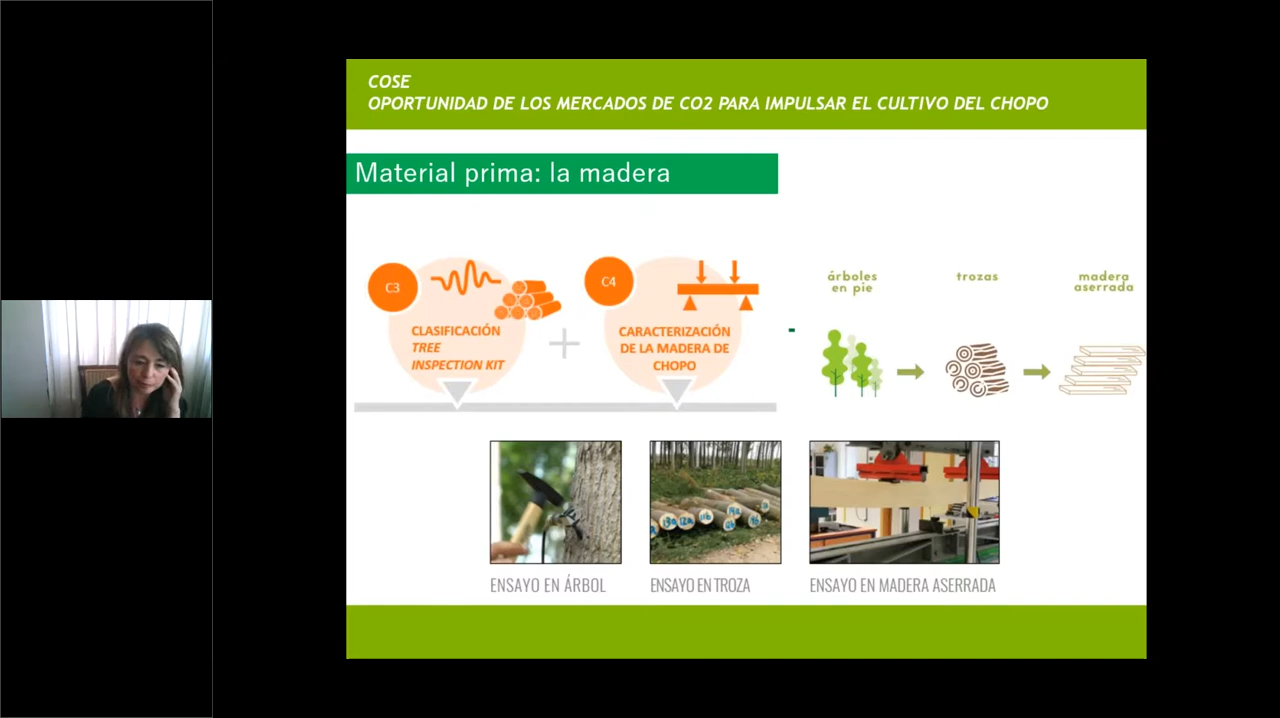 COSE
OPORTUNIDAD DE LOS MERCADOS DE CO2 PARA IMPULSAR EL CULTIVO DEL CHOPO
Material prima: la madera
C3
CLASIFICACIÓN
TREE
INSPECTION KIT
C4
CARACTERIZACIÓN
DE LA MADERA DE
CHOPO
árboles
en pie
trozas
madera
aserrada
ENSAYO EN ÁRBOL
ENSAYO EN TROZA
ENSAYO EN MADERA ASERRADA